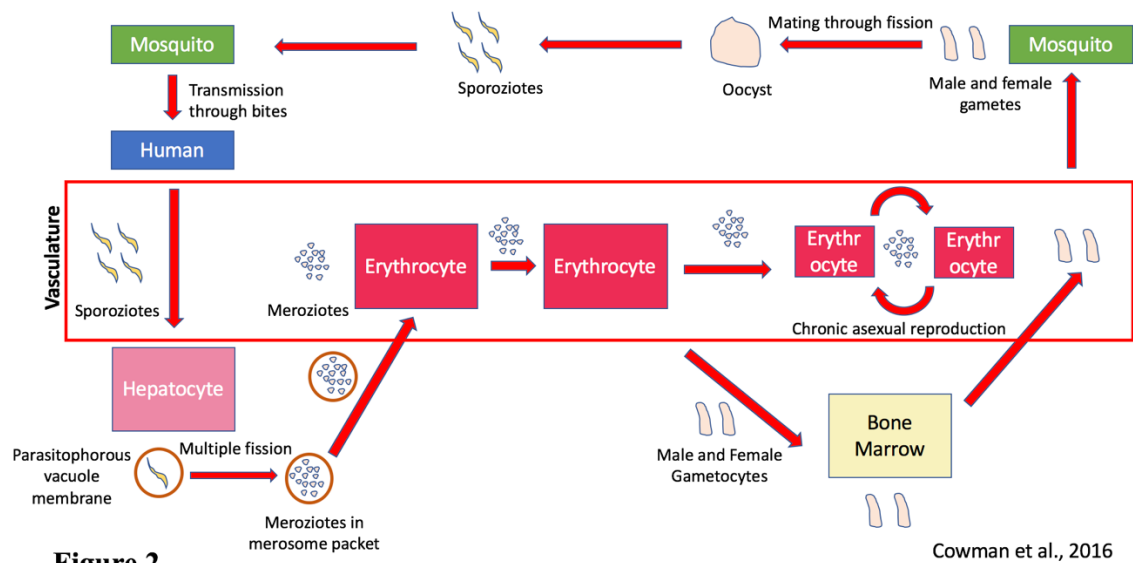 Mosquito
Sporoziotes
Oocyst
Mating through fission
Male and female
gametes
Mosquito
Transmission
through bites
Human
Vasculature
Sporoziotes
Meroziotes
Erythrocyte
Erythrocyte
Erythr
ocyte
Erythr
ocyte
Chronic asexual reproduction
Hepatocyte
Parasitophorous
vacuole
membrane
Multiple fission
Meroziotes in
merosome packet
Male and Female
Gametocytes
Bone
Marrow
Cowman et al., 2016
Figure 2